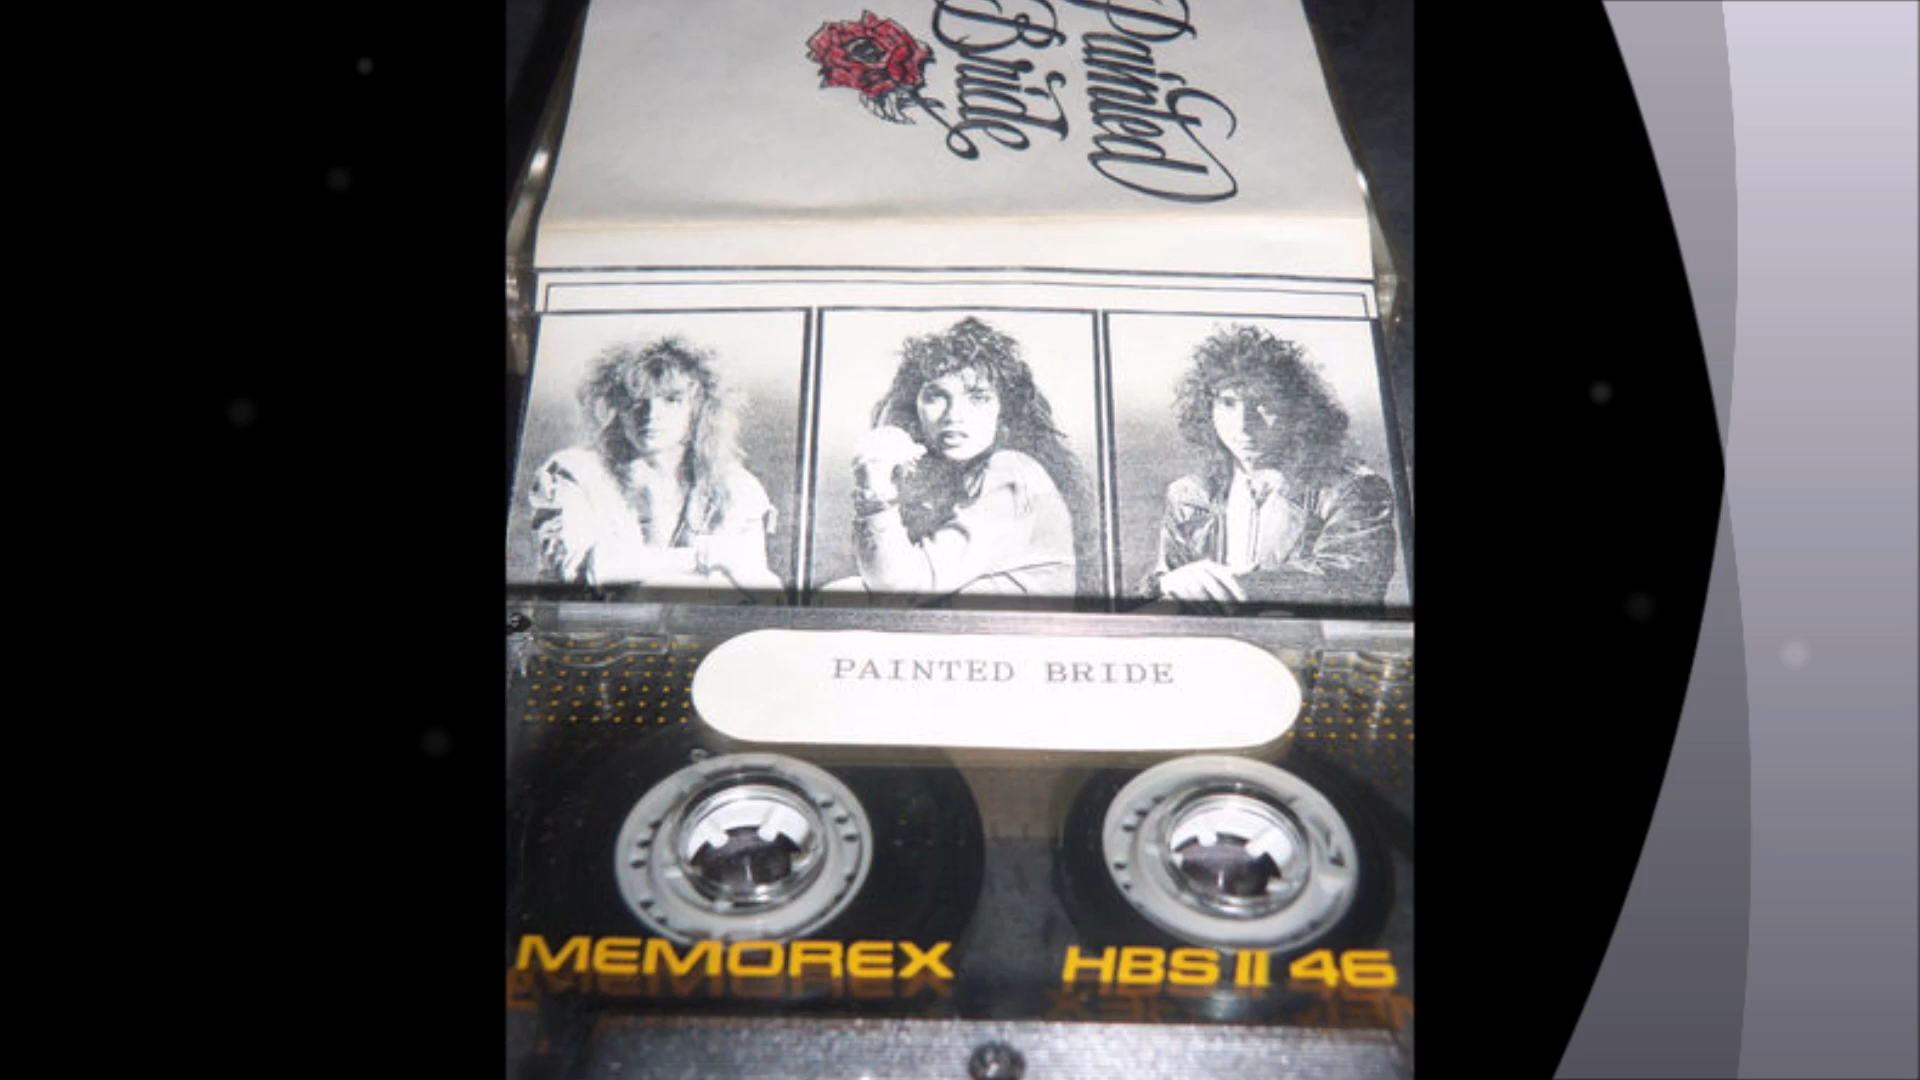 Painted
Bride
PAINTED BRIDE
MEMOREX
HBS II 46